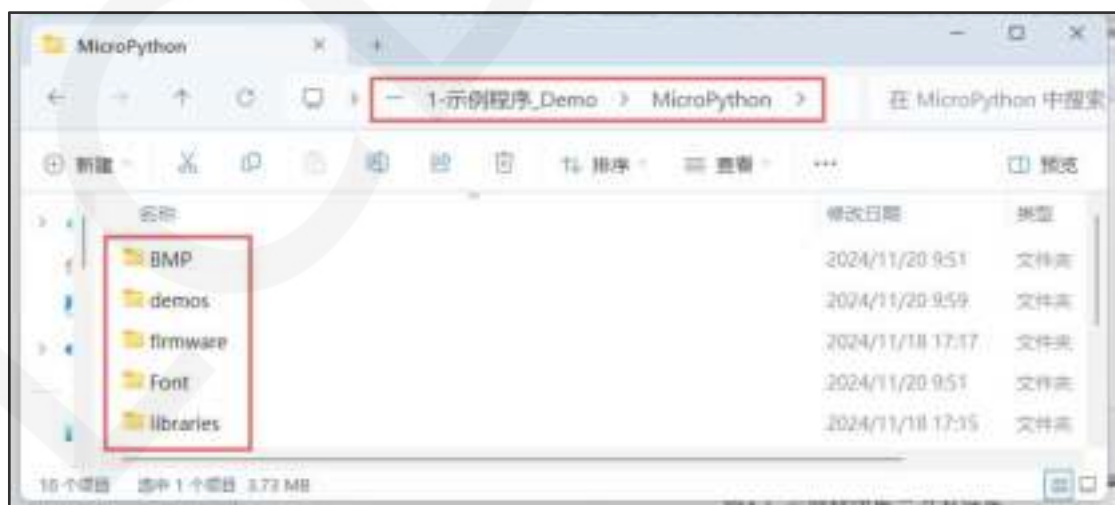 MicroPython
1-示例程序_Demo > MicroPython >
在 MicroPython 中搜索
新建 排序 查看 ... 预览
名称 修改日期 类型
BMP 2024/11/20 9:51 文件夹
demos 2024/11/20 9:59 文件夹
firmware 2024/11/18 17:17 文件夹
Font 2024/11/20 9:51 文件夹
libraries 2024/11/18 17:15 文件夹
选中 1 个项目 3.73 MB